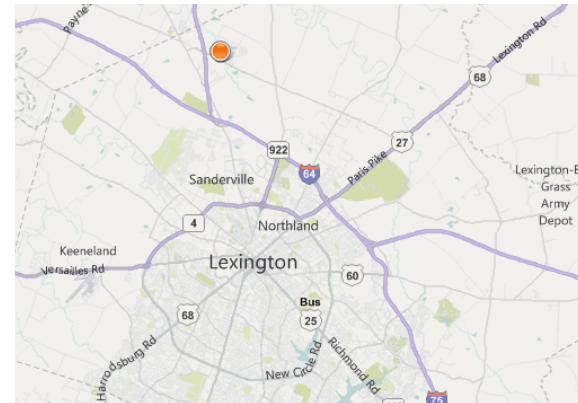 Payne
Lexington Rd
68
27
922
Paris Pike
64
Sanderville
Lexington-B
Grass
Army
Depot
4
Northland
Keeneland
Versailles Rd
Lexington
60
Bus
25
68
Harrodsburg Rd
New Circle Rd
Richmond Rd
75